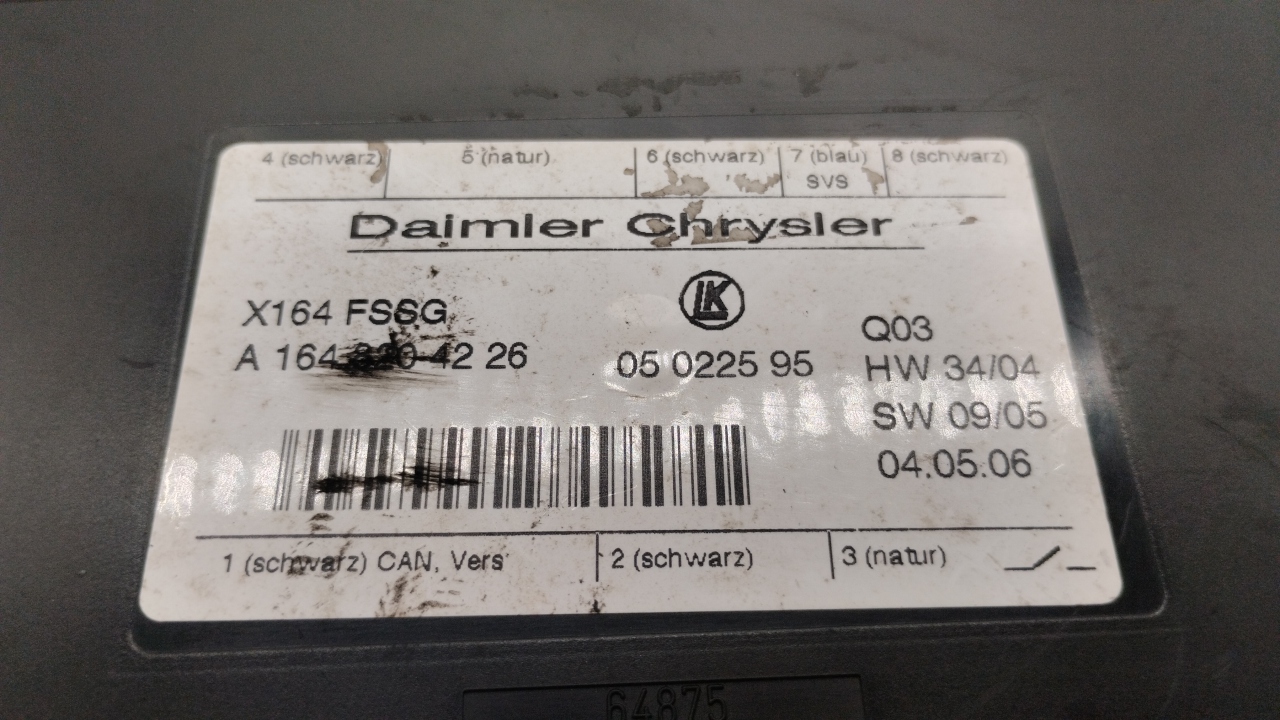 4 (schwarz) 5 (natur) 6 (schwarz) 7 (blau) 8 (schwarz)
SVS
Daimler Chrysler
LK
X164 FSSG
Q03
A 164 820 42 26
05 0225 95
HW 34/04
SW 09/05
04.05.06
1 (schwarz) CAN, Vers 2 (schwarz) 3 (natur)
64875